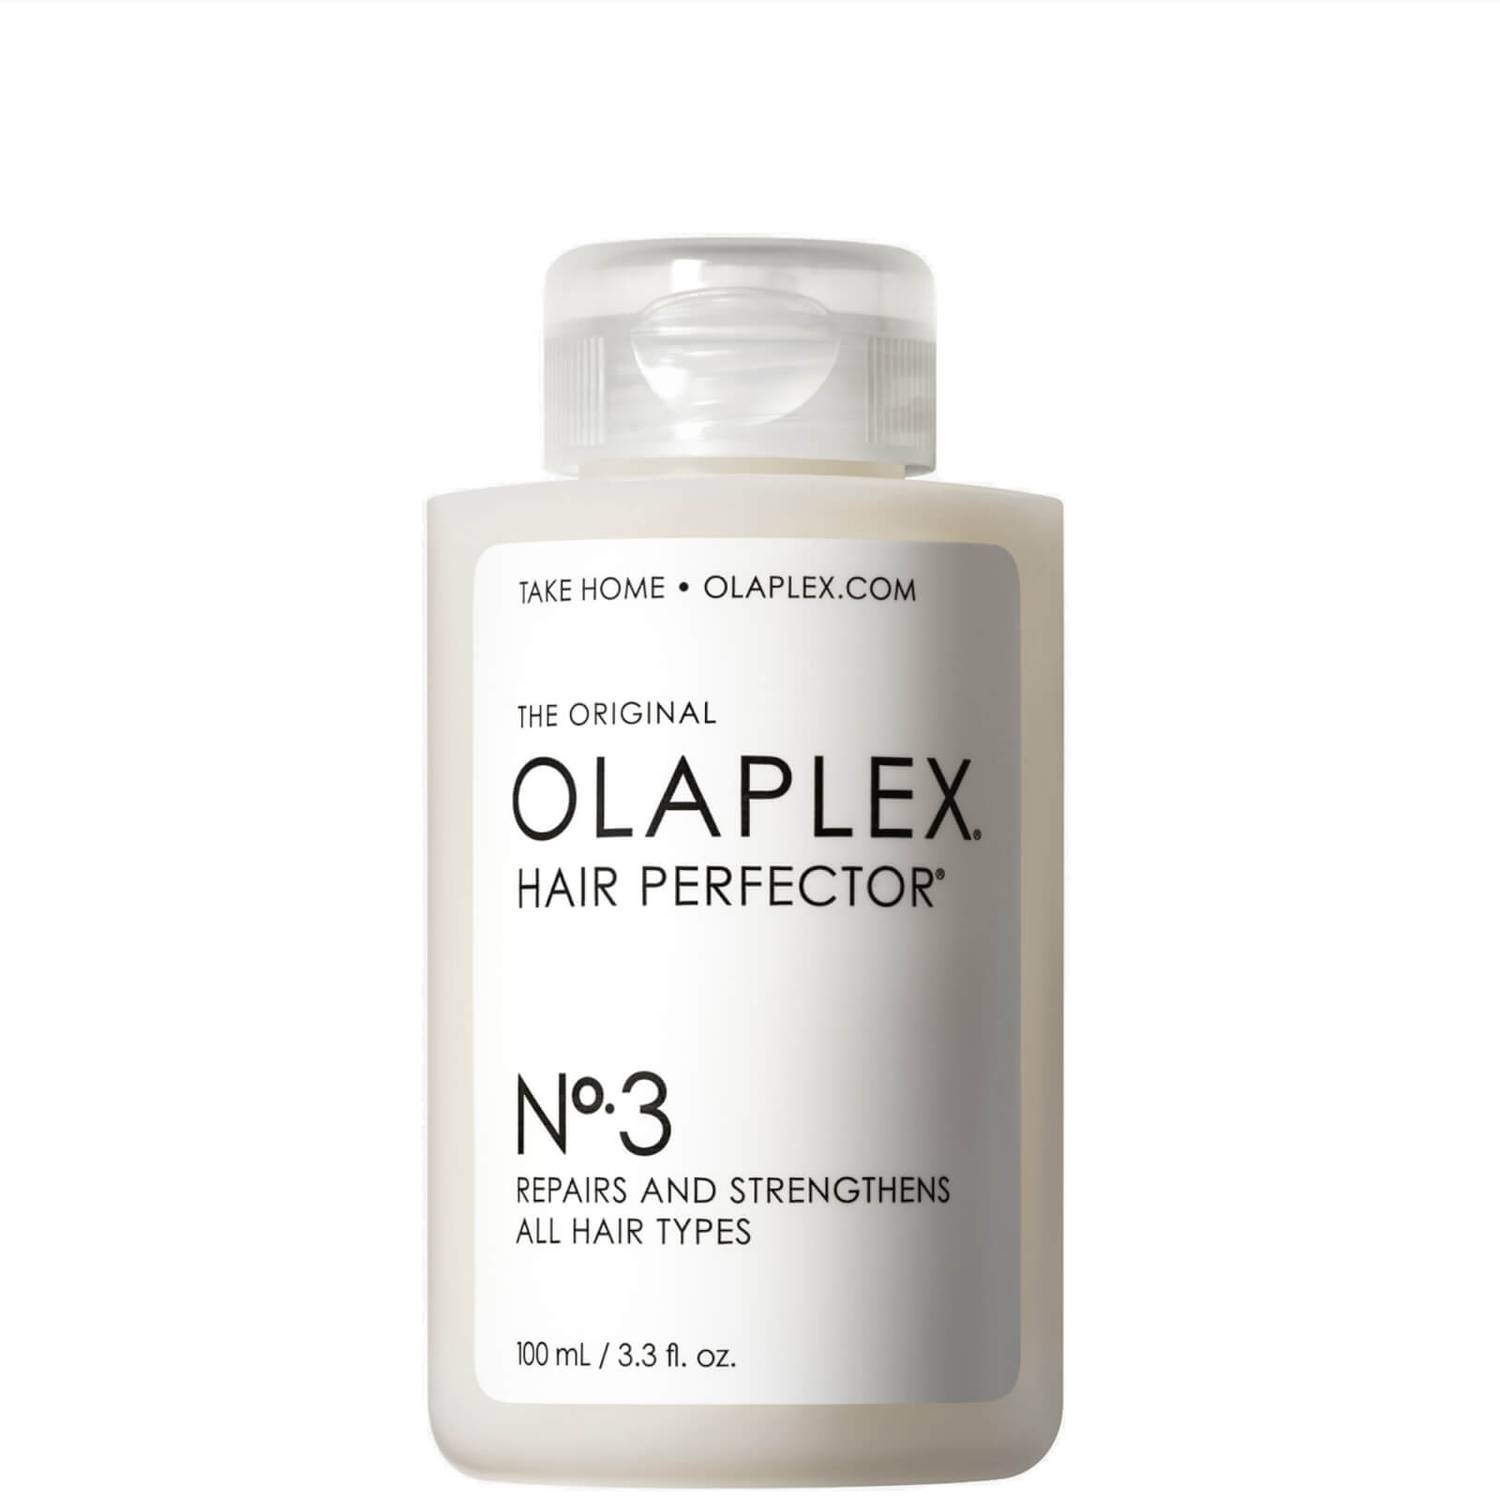 TAKE HOME • OLAPLEX.COM
THE ORIGINAL
OLAPLEX®
HAIR PERFECTOR®
Nº.3
REPAIRS AND STRENGTHENS
ALL HAIR TYPES
100 mL / 3.3 fl. oz.